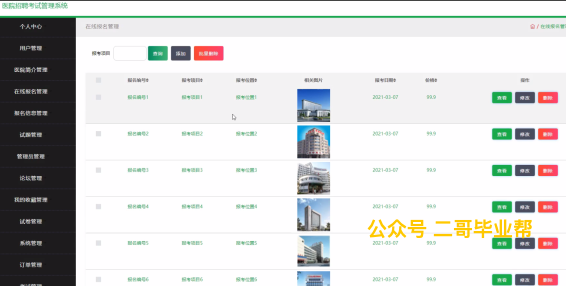 医院招聘考试管理系统
个人中心
用户管理
医院简介管理
在线报名管理
报名信息管理
试题管理
管理员管理
论坛管理
我的收藏管理
试卷管理
系统管理
订单管理
在线报名管理
/ 在线报名管
报考项目 查询 添加 批量删除
报名编号 报考项目 报考位置 相关图片 报考日期 价格 操作
报名编号1 报考项目1 报考位置1 2021-03-07 99.9 查看 修改 删除
报名编号2 报考项目2 报考位置2 2021-03-07 99.9 查看 修改 删除
报名编号3 报考项目3 报考位置3 2021-03-07 99.9 查看 修改 删除
报名编号4 报考项目4 报考位置4 2021-03-07 99.9 查看 修改 删除
公众号 二哥毕业帮
报名编号5 报考项目5 报考位置5 2021-03-07 99.9 查看 修改 删除
报名编号6 报考项目6 报考位置6 2021-03-07 99.9 查看 修改 删除